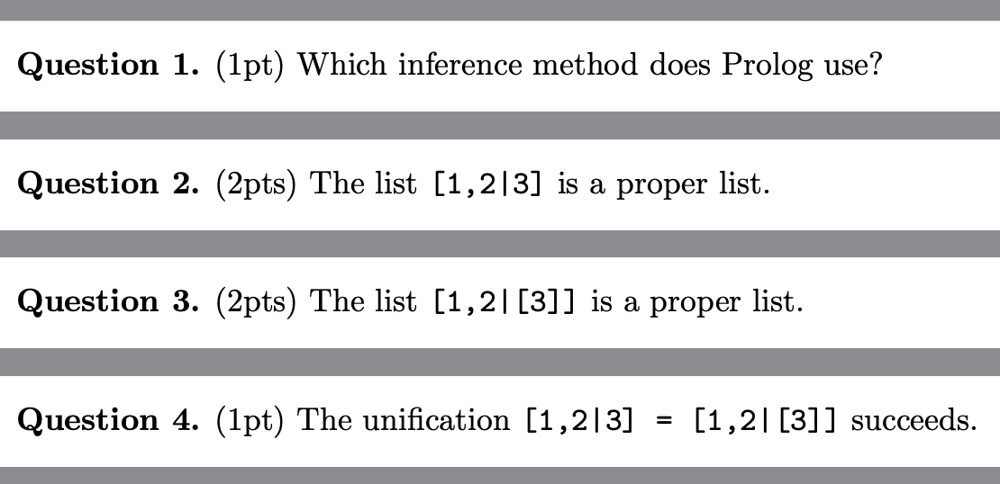 Question 1. (1pt) Which inference method does Prolog use?
Question 2. (2pts) The list [1,2|3] is a proper list.
Question 3. (2pts) The list [1,2|[3]] is a proper list.
Question 4. (1pt) The unification [1,2|3] = [1,2|[3]] succeeds.